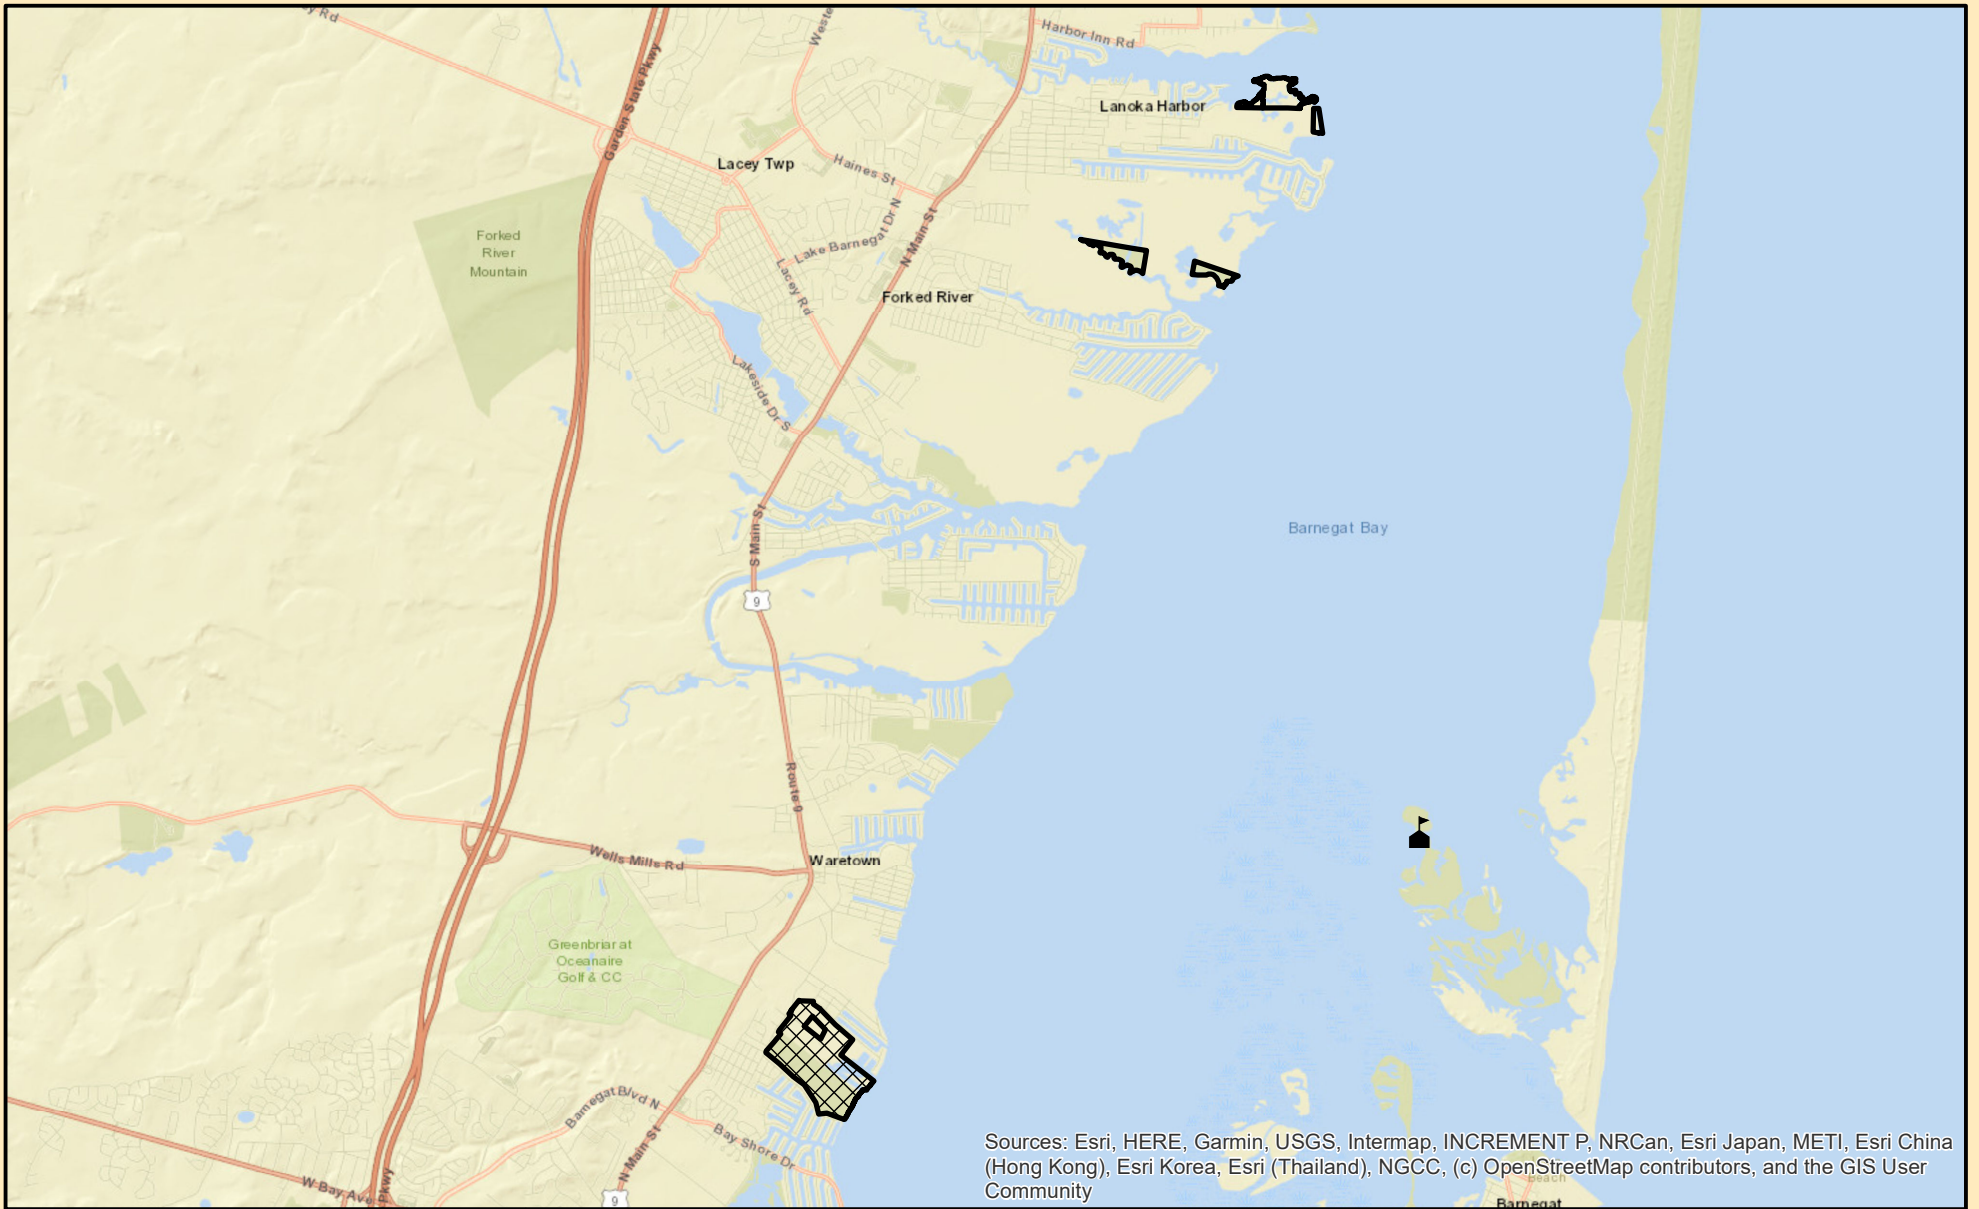 y Rd
Garden State Pkwy
Weste
Harbor Inn Rd
Lanoka Harbor
Lacey Twp
Haines St
Forked
River
Mountain
Lake Barnegat Dr N
N Main St
Lacey Rd
Forked River
Lakeside Dr S
S Main St
Barnegat Bay
9
Route 9
Wells Mills Rd
Waretown
Greenbriar at
Oceanaire
Golf & CC
Barnegat Blvd N
N Main St
Bay Shore Dr
W Bay Ave
Pkwy
9
Sources: Esri, HERE, Garmin, USGS, Intermap, INCREMENT P, NRCan, Esri Japan, METI, Esri China
(Hong Kong), Esri Korea, Esri (Thailand), NGCC, (c) OpenStreetMap contributors, and the GIS User
Community
Beach
Barnegat